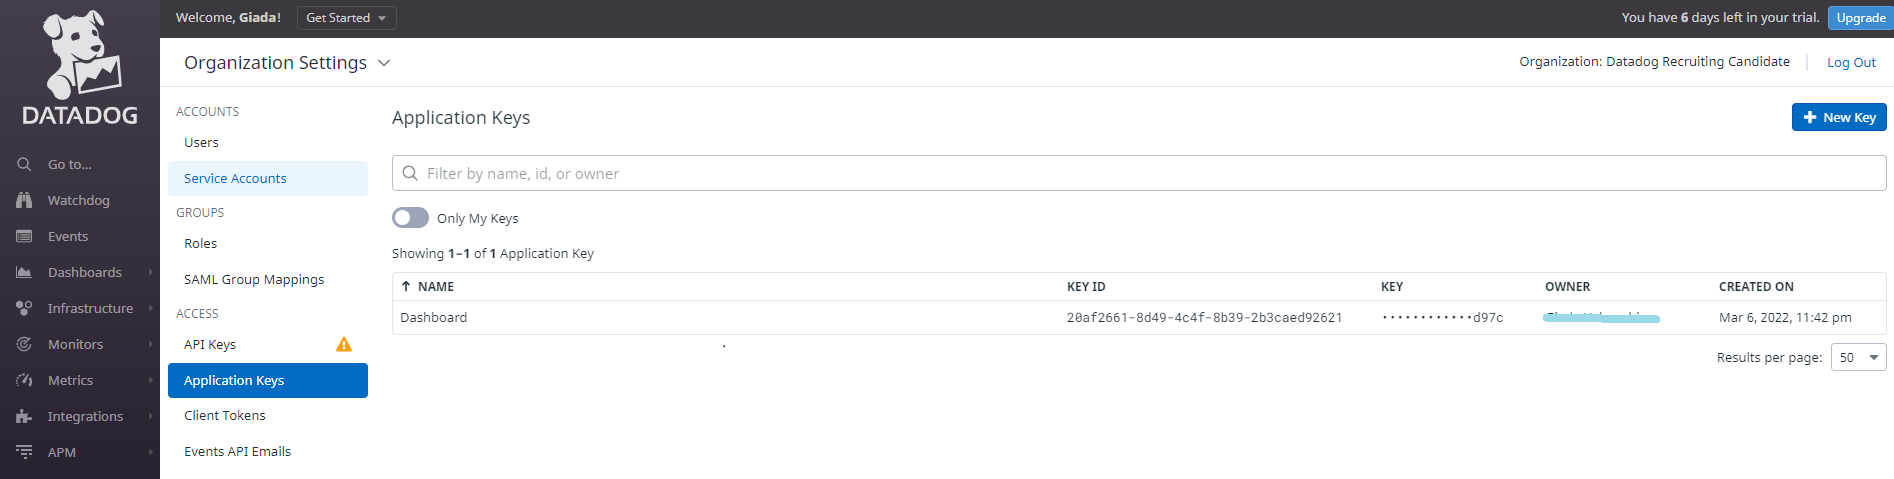 Welcome, Giada!
Get Started
You have 6 days left in your trial.
Upgrade
DATADOG
Go to...
Watchdog
Events
Dashboards
Infrastructure
Monitors
Metrics
Integrations
APM
Organization Settings
Organization: Datadog Recruiting Candidate
Log Out
ACCOUNTS
Users
Service Accounts
GROUPS
Roles
SAML Group Mappings
ACCESS
API Keys
Application Keys
Client Tokens
Events API Emails
Application Keys
New Key
Filter by name, id, or owner
Only My Keys
Showing 1–1 of 1 Application Key
NAME KEY ID KEY OWNER CREATED ON
Dashboard 20af2661-8d49-4c4f-8b39-2b3caed92621 ••••••••••••d97c Mar 6, 2022, 11:42 pm
Results per page: 50